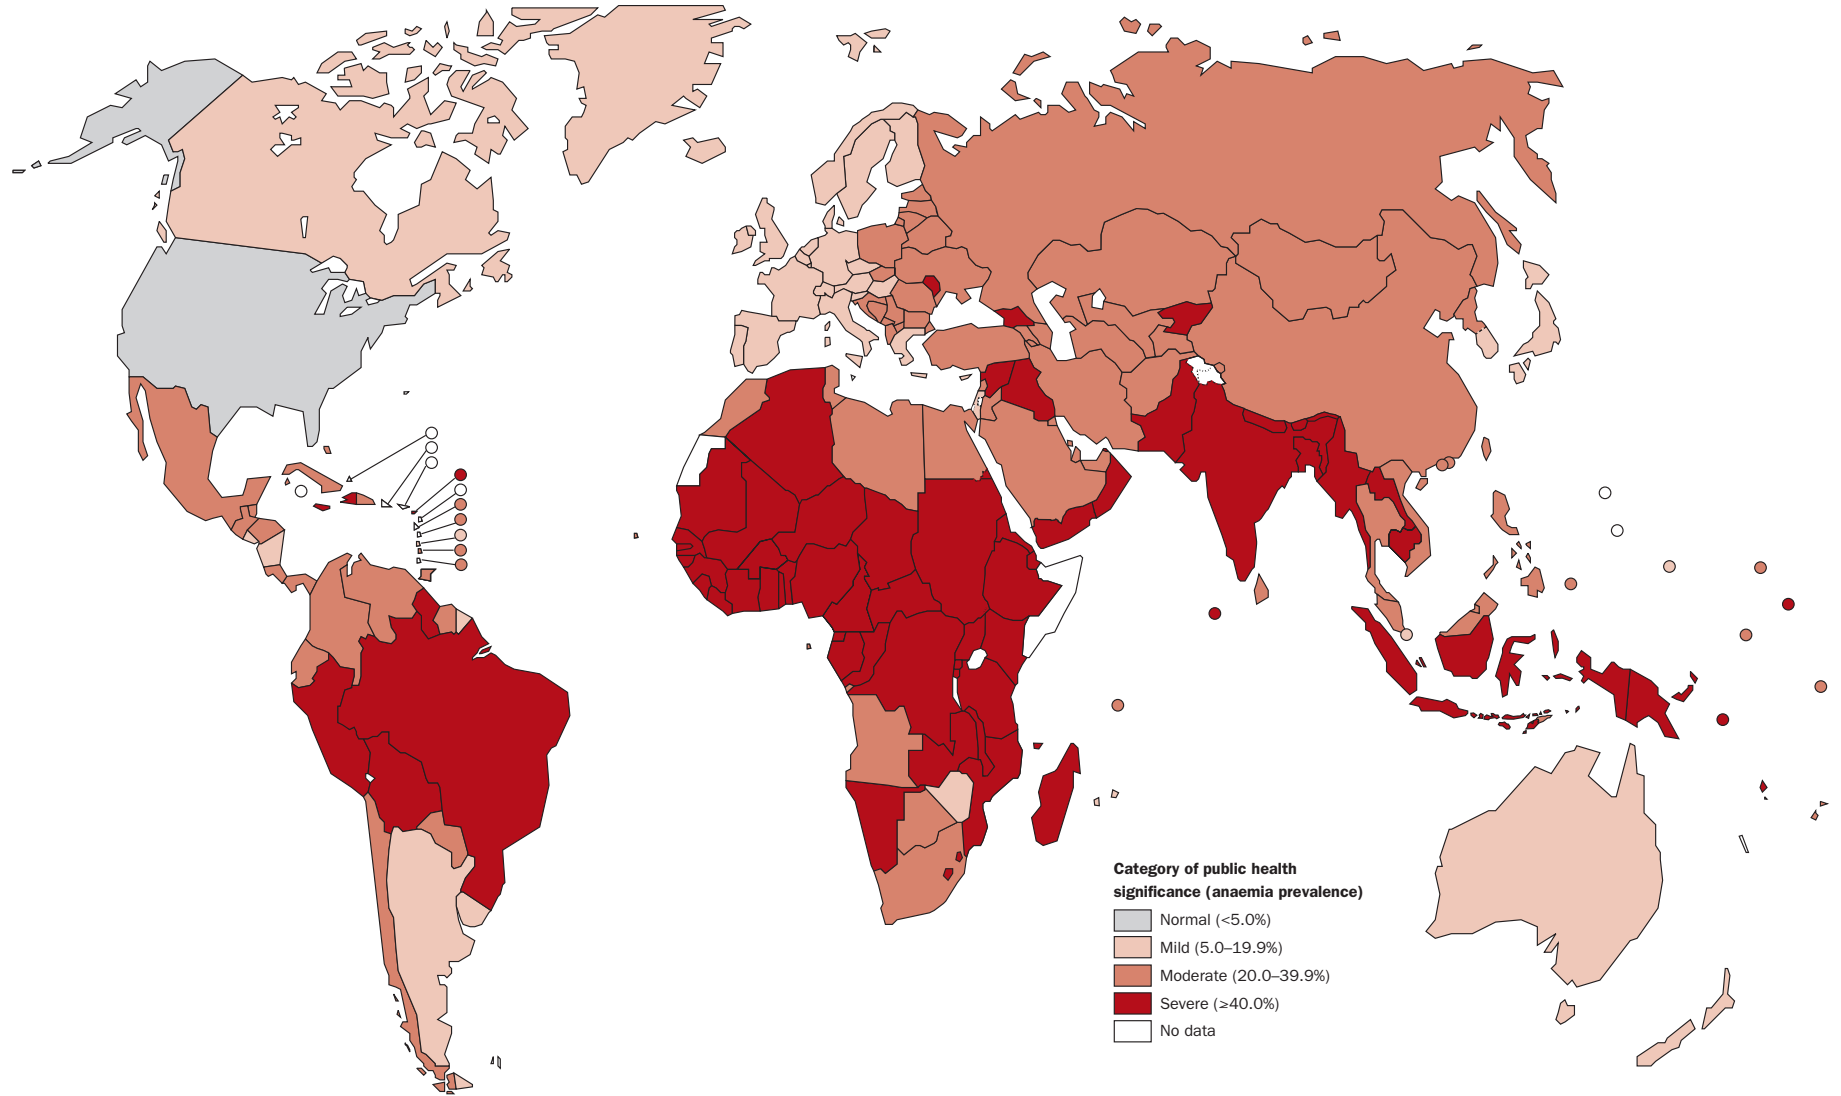 Category of public health
significance (anaemia prevalence)
Normal (<5.0%)
Mild (5.0–19.9%)
Moderate (20.0–39.9%)
Severe (≥40.0%)
No data